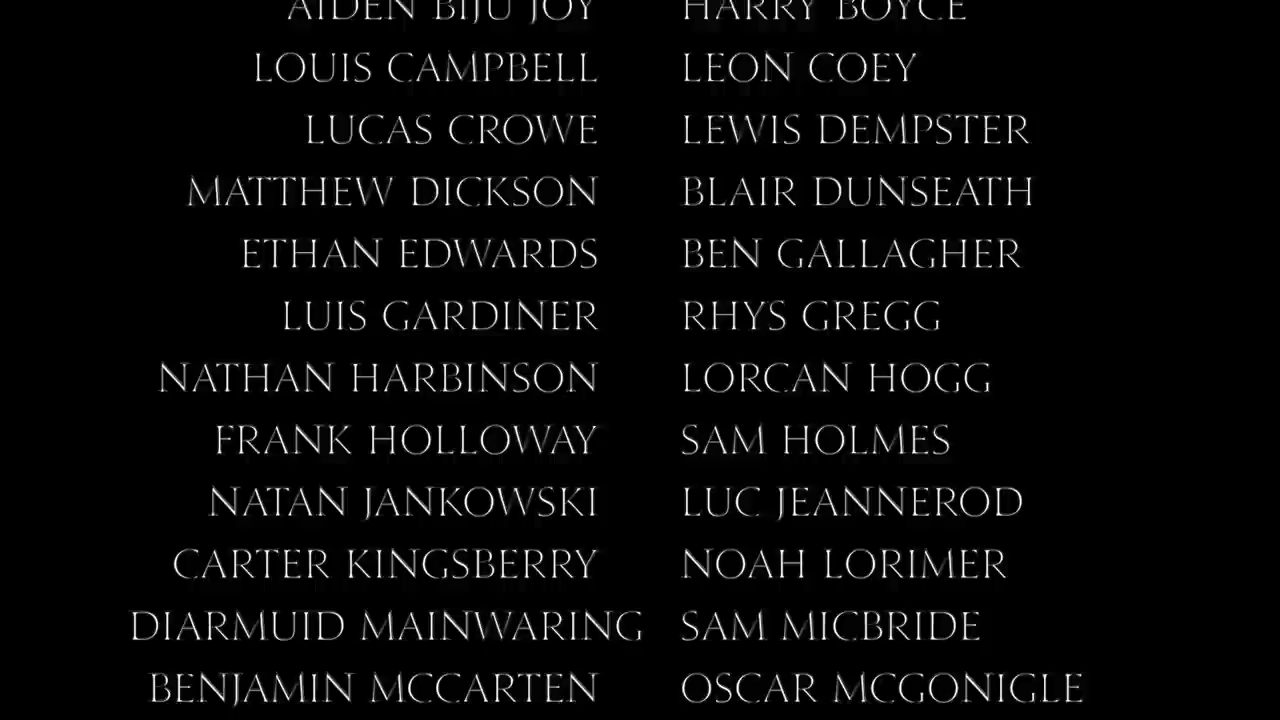 AIDEN BIJU JOY HARRY BOYCE
LOUIS CAMPBELL LEON COEY
LUCAS CROWE LEWIS DEMPSTER
MATTHEW DICKSON BLAIR DUNSEATH
ETHAN EDWARDS BEN GALLAGHER
LUIS GARDINER RHYS GREGG
NATHAN HARBINSON LORCAN HOGG
FRANK HOLLOWAY SAM HOLMES
NATAN JANKOWSKI LUC JEANNEROD
CARTER KINGSBERRY NOAH LORIMER
DIARMUID MAINWARING SAM MICBRIDE
BENJAMIN MCCARTEN OSCAR MCGONIGLE